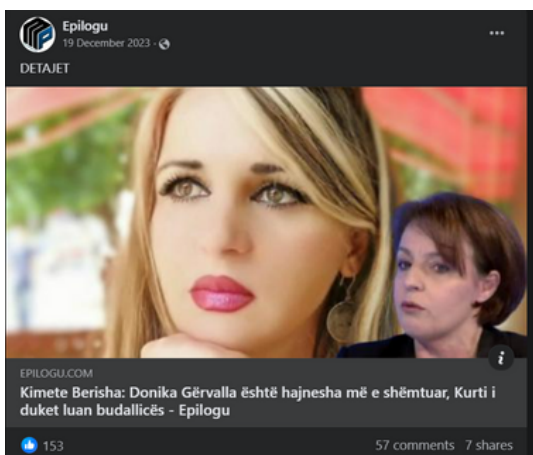 Epilogu
19 December 2023
DETAJET
EPILOGU.COM
Kimete Berisha: Donika Gërvalla është hajnesha më e shëmtuar, Kurti i
duket luan budallicës - Epilogu
153
57 comments 7 shares